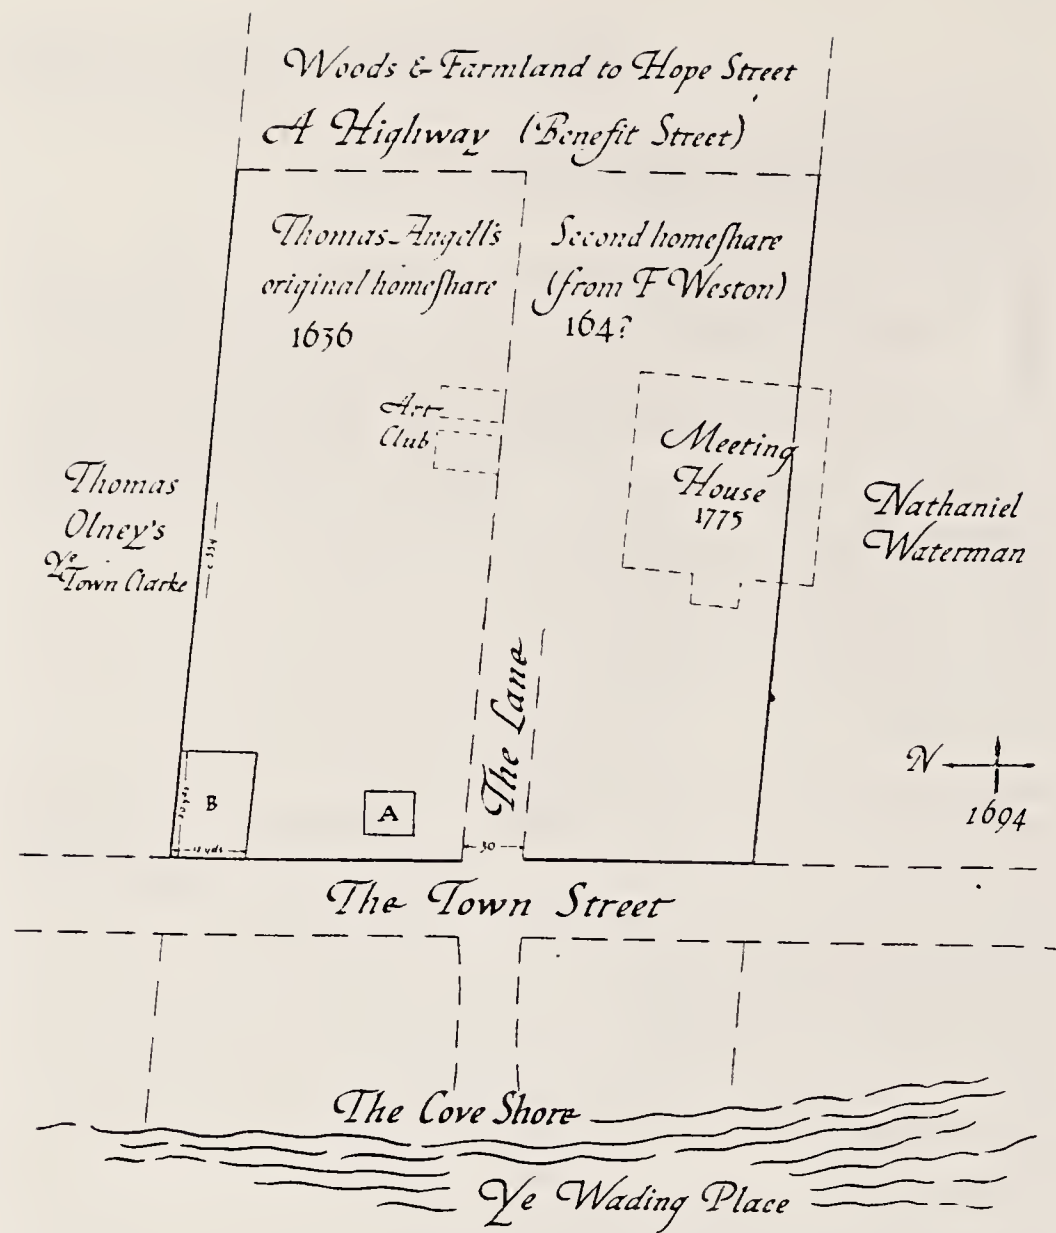 Woods & Farmland to Hope Street
A Highway (Benefit Street)
Thomas Angell's
original homeshare
1636
Second homeshare
(from F Weston)
164?
Art
Club
Meeting
House
1775
Thomas
Olney's
Ye
Town Clarke
Nathaniel
Waterman
The Lane
N
1694
B
A
30
The Town Street
The Cove Shore
Ye Wading Place